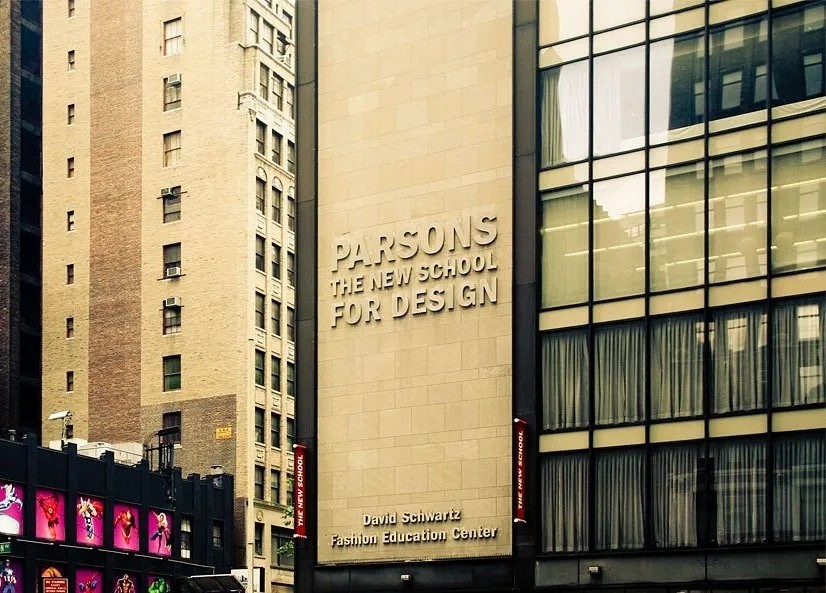 PARSONS
THE NEW SCHOOL
FOR DESIGN
THE NEW SCHOOL
THE NEW SCHOOL
David Schwartz
Fashion Education Center